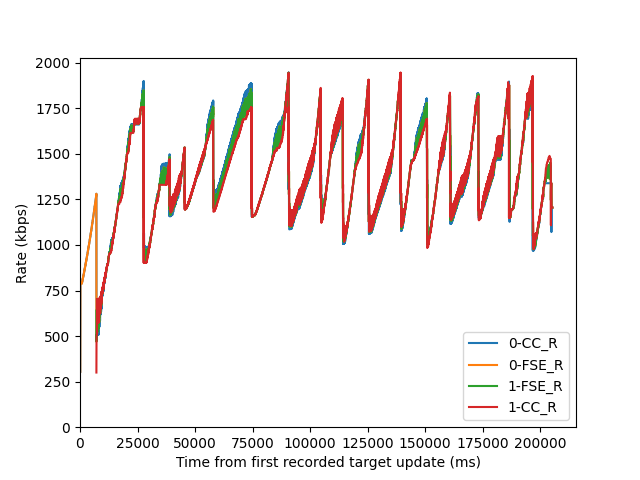 2000
1750
1500
1250
1000
750
500
250
0
Rate (kbps)
0-CC_R
0-FSE_R
1-FSE_R
1-CC_R
0 25000 50000 75000 100000 125000 150000 175000 200000
Time from first recorded target update (ms)